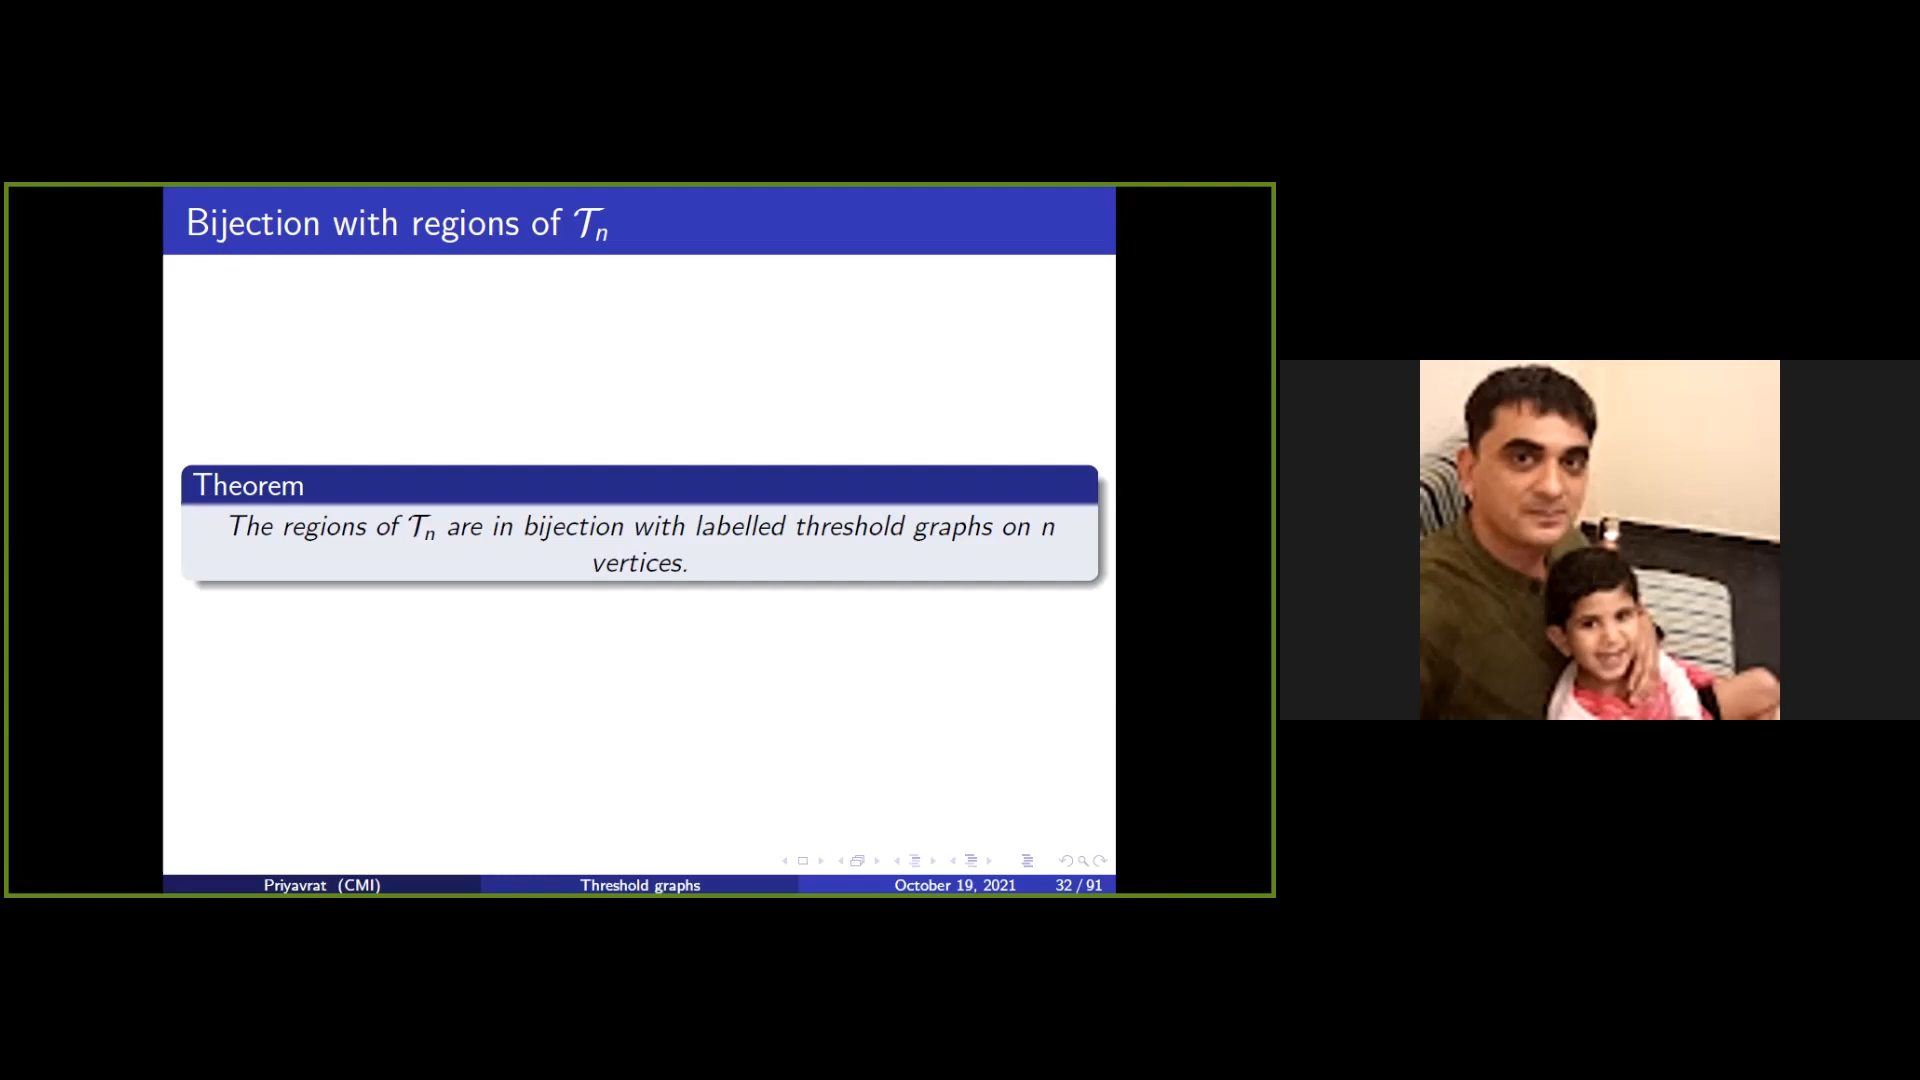 Bijection with regions of 𝒯ₙ
Theorem
The regions of 𝒯ₙ are in bijection with labelled threshold graphs on n
vertices.
Priyavrat (CMI) Threshold graphs October 19, 2021 32 / 91